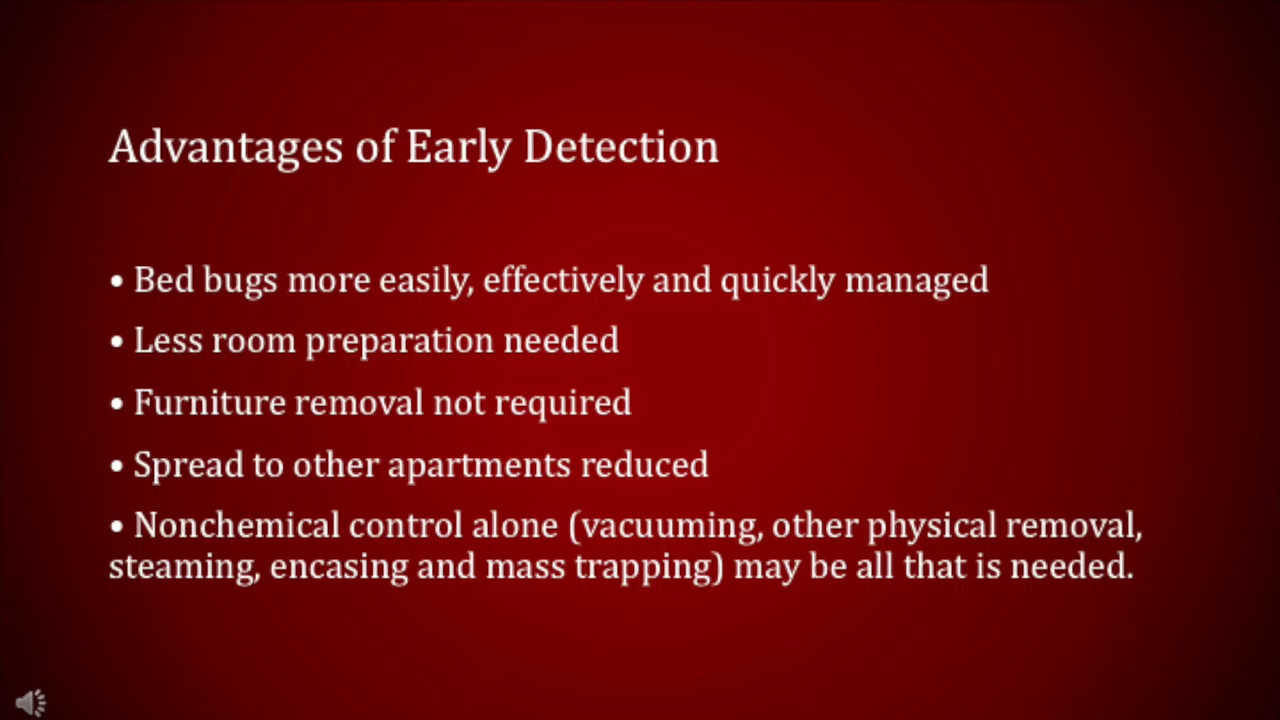 Advantages of Early Detection
• Bed bugs more easily, effectively and quickly managed
• Less room preparation needed
• Furniture removal not required
• Spread to other apartments reduced
• Nonchemical control alone (vacuuming, other physical removal,
steaming, encasing and mass trapping) may be all that is needed.